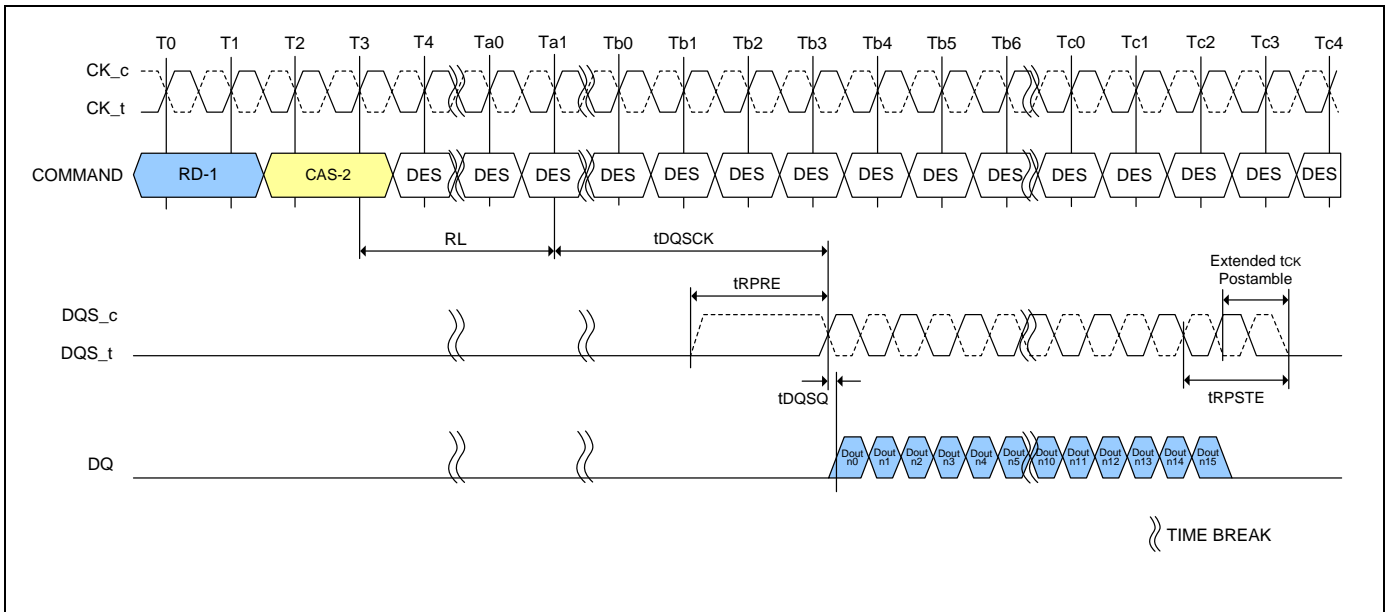 T0 T1 T2 T3 T4 Ta0 Ta1 Tb0 Tb1 Tb2 Tb3 Tb4 Tb5 Tb6 Tc0 Tc1 Tc2 Tc3 Tc4
CK_c
CK_t
COMMAND RD-1 CAS-2 DES DES DES DES DES DES DES DES DES DES DES DES DES DES DES
RL tDQSCK
Extended tCK
Postamble
tRPRE
DQS_c
DQS_t
tDQSQ tRPSTE
DQ
Dout n0 Dout n1 Dout n2 Dout n3 Dout n4 Dout n5 Dout n10 Dout n11 Dout n12 Dout n13 Dout n14 Dout n15
TIME BREAK